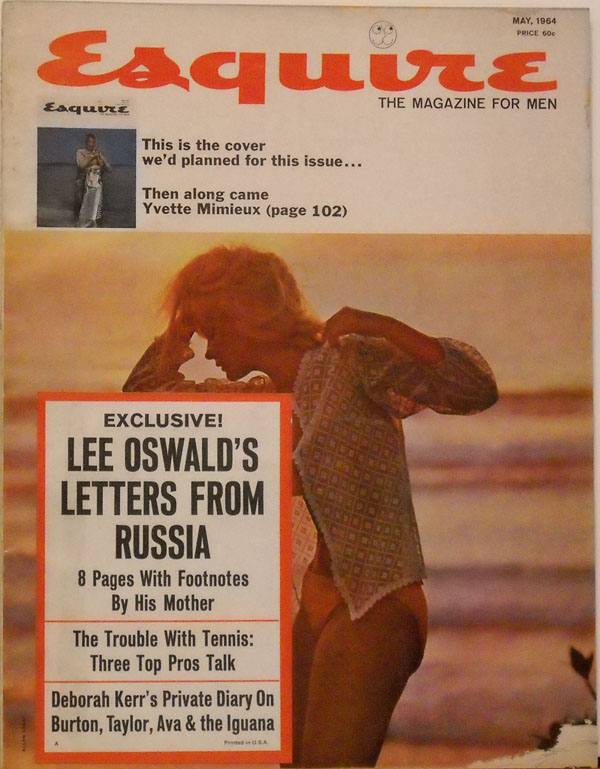 MAY, 1964
PRICE 60c
Esquire
THE MAGAZINE FOR MEN
Esquire
This is the cover
we'd planned for this issue...
Then along came
Yvette Mimieux (page 102)
EXCLUSIVE!
LEE OSWALD'S
LETTERS FROM
RUSSIA
8 Pages With Footnotes
By His Mother
The Trouble With Tennis:
Three Top Pros Talk
Deborah Kerr's Private Diary On
Burton, Taylor, Ava & the Iguana
A
Printed in U.S.A.